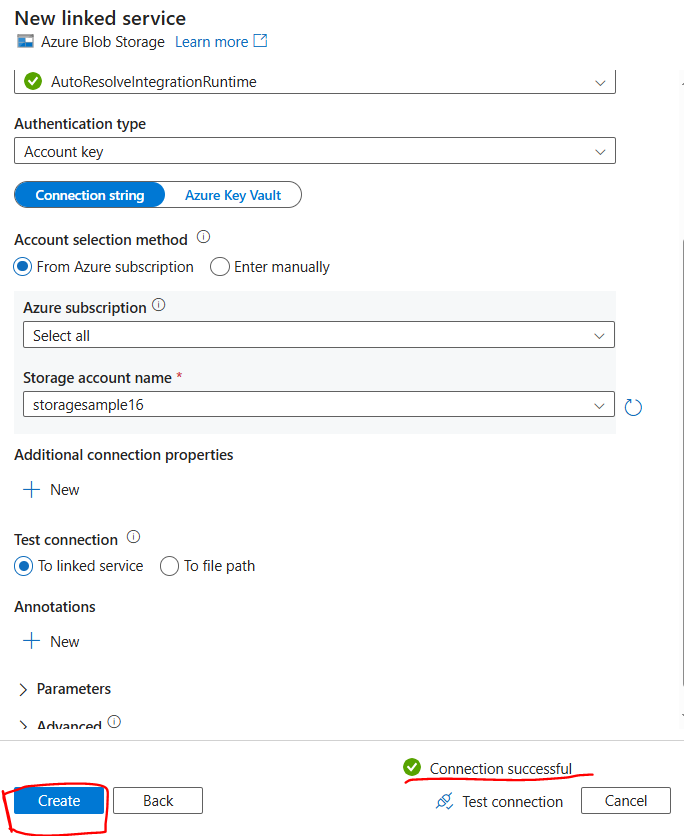 New linked service
Azure Blob Storage Learn more
AutoResolveIntegrationRuntime
Authentication type
Account key
Connection string Azure Key Vault
Account selection method
From Azure subscription Enter manually
Azure subscription
Select all
Storage account name *
storagesample16
Additional connection properties
New
Test connection
To linked service To file path
Annotations
New
Parameters
Advanced
Connection successful
Create Back Test connection Cancel